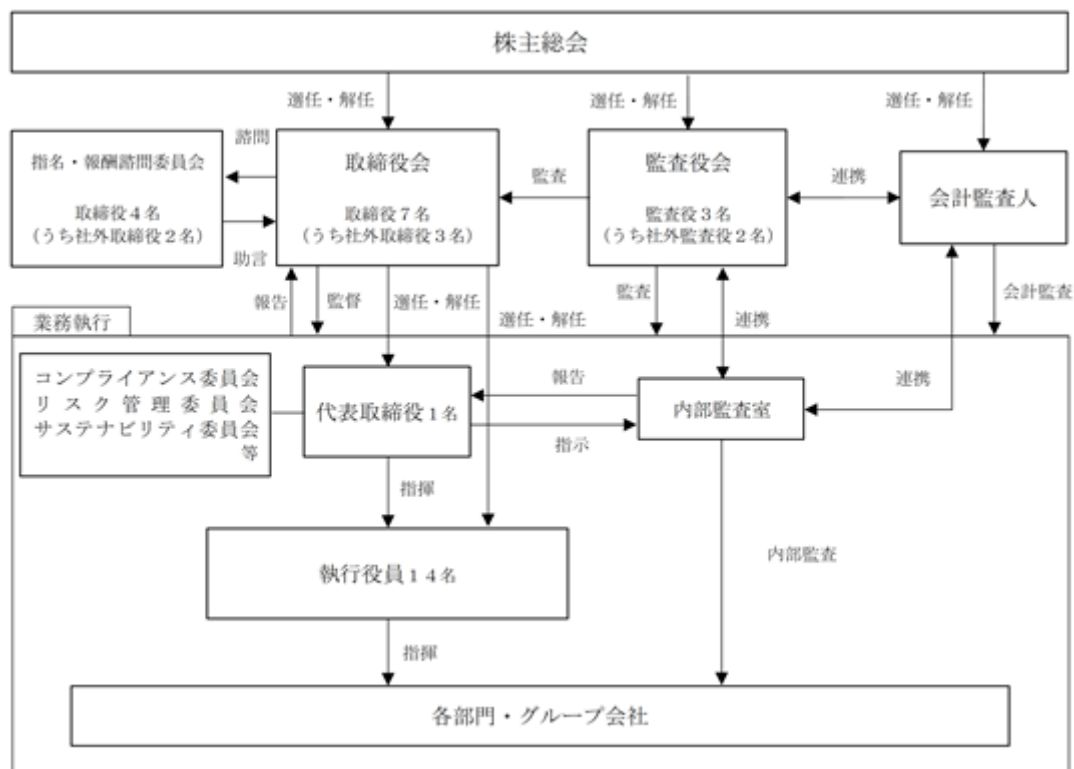 株主総会
選任・解任
選任・解任
選任・解任
指名・報酬諮問委員会
取締役４名
（うち社外取締役２名）
諮問
助言
取締役会
取締役７名
（うち社外取締役３名）
監査
監査役会
監査役３名
（うち社外監査役２名）
連携
会計監査人
報告
監督
選任・解任
選任・解任
監査
連携
会計監査
業務執行
コンプライアンス委員会
リスク管理委員会
サステナビリティ委員会
等
代表取締役１名
報告
指示
内部監査室
連携
指揮
執行役員１４名
内部監査
指揮
各部門・グループ会社